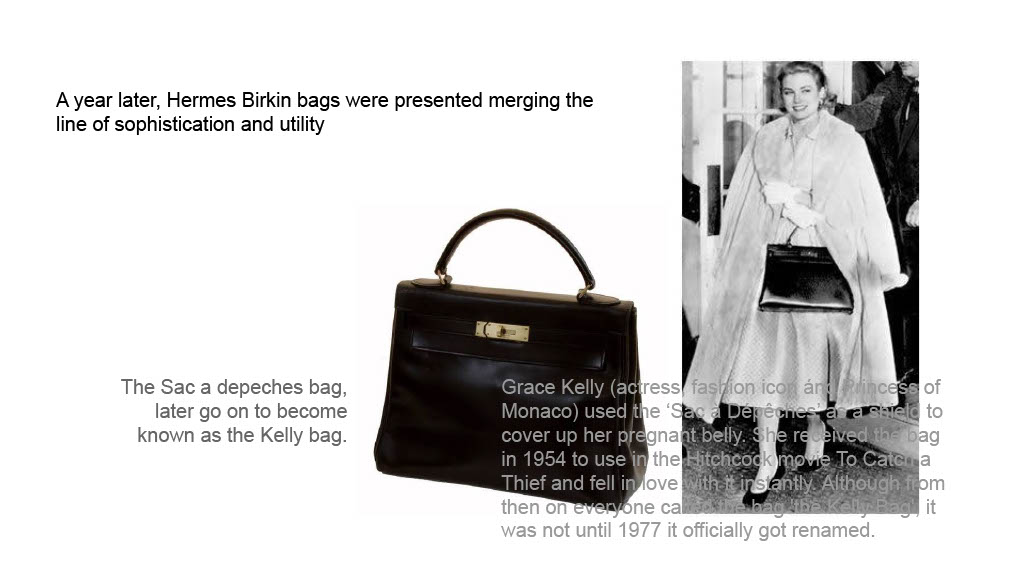 A year later, Hermes Birkin bags were presented merging the
line of sophistication and utility
The Sac a depeches bag,
later go on to become
known as the Kelly bag.
Grace Kelly (actress, fashion icon ánd Princess of
Monaco) used the ‘Sac à Dépêches’ as a shield to
cover up her pregnant belly. She received the bag
in 1954 to use in the Hitchcock movie To Catch a
Thief and fell in love with it instantly. Although from
then on everyone called the bag ‘the Kelly Bag’, it
was not until 1977 it officially got renamed.